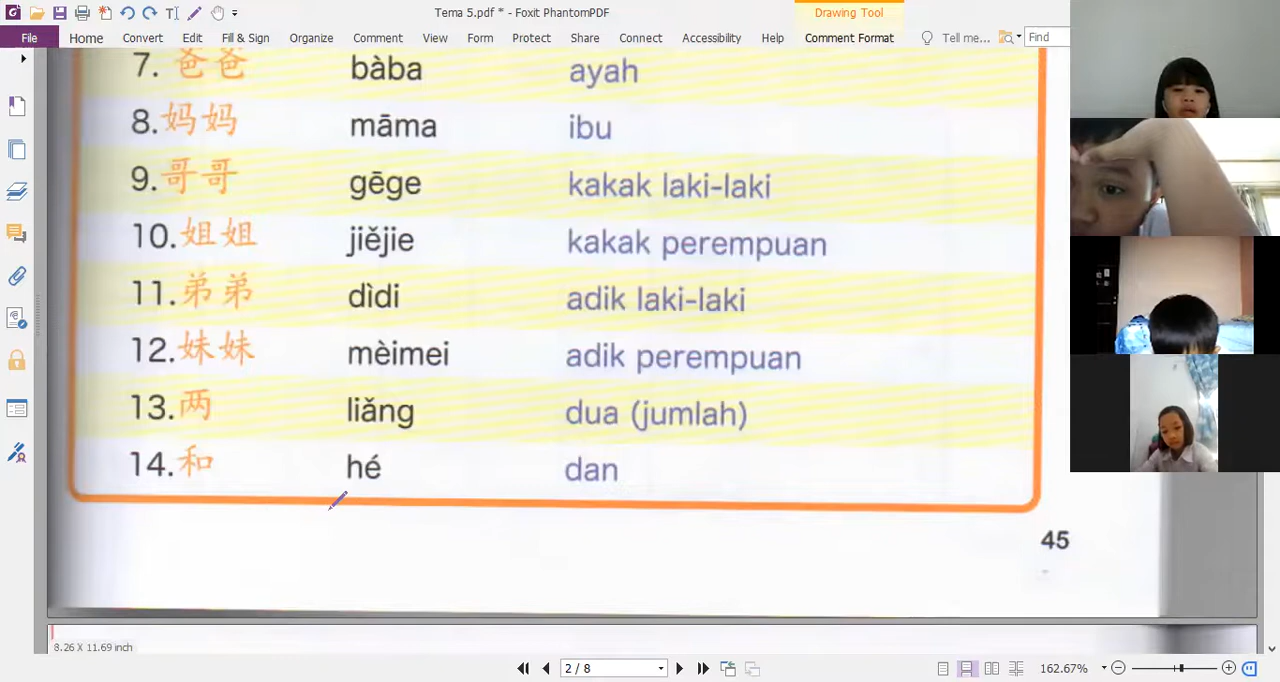 Tema 5.pdf * - Foxit PhantomPDF
Drawing Tool
File Home Convert Edit Fill & Sign Organize Comment View Form Protect Share Connect Accessibility Help Comment Format Tell me... Find
7. 爸爸 bàba ayah
8. 妈妈 māma ibu
9. 哥哥 gēge kakak laki-laki
10. 姐姐 jiějie kakak perempuan
11. 弟弟 dìdi adik laki-laki
12. 妹妹 mèimei adik perempuan
13. 两 liǎng dua (jumlah)
14. 和 hé dan
45
8.26 X 11.69 inch
2 / 8
162.67%